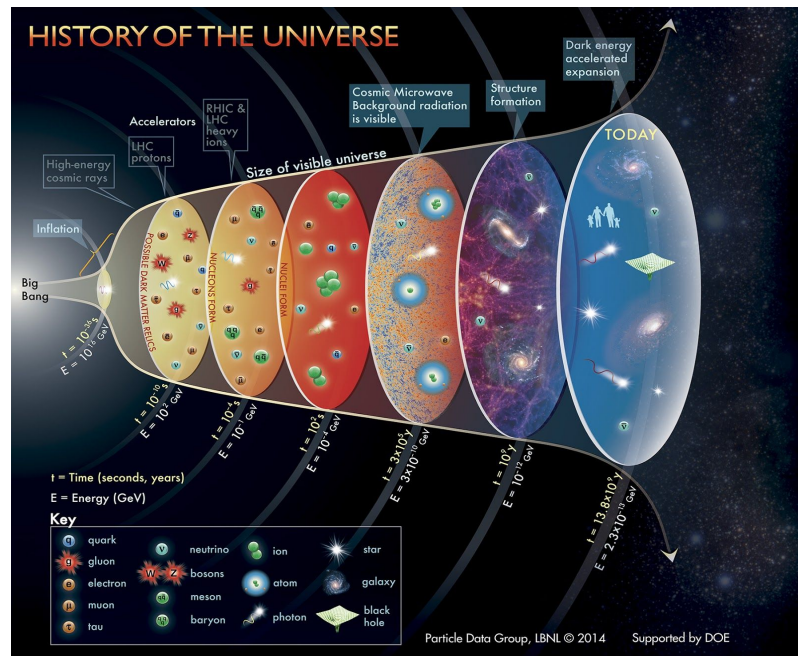 HISTORY OF THE UNIVERSE
Dark energy
accelerated
expansion
Structure
formation
Cosmic Microwave
Background radiation
is visible
RHIC &
LHC
heavy
ions
Accelerators
LHC
protons
High-energy
cosmic rays
Inflation
Size of visible universe
TODAY
Big
Bang
POSSIBLE DARK MATTER RELICS
NUCLEONS FORM
NUCLEI FORM
t = 10⁻³⁶s
E = 10¹⁶ GeV
t = 10⁻¹⁰s
E = 10² GeV
t = 10⁻⁴s
E = 10⁻¹ GeV
t = 10²s
E = 10⁻⁴ GeV
t = 3x10⁵y
E = 3x10⁻¹⁰ GeV
t = 10⁹y
E = 10⁻¹² GeV
t = 13.8x10⁹y
E = 2.3x10⁻¹³ GeV
t = Time (seconds, years)
E = Energy (GeV)
Key
q quark
g gluon
e electron
μ muon
τ tau
ν neutrino
W Z bosons
qq̄ meson
qqq baryon
ion
atom
photon
star
galaxy
black
hole
Particle Data Group, LBNL © 2014 Supported by DOE